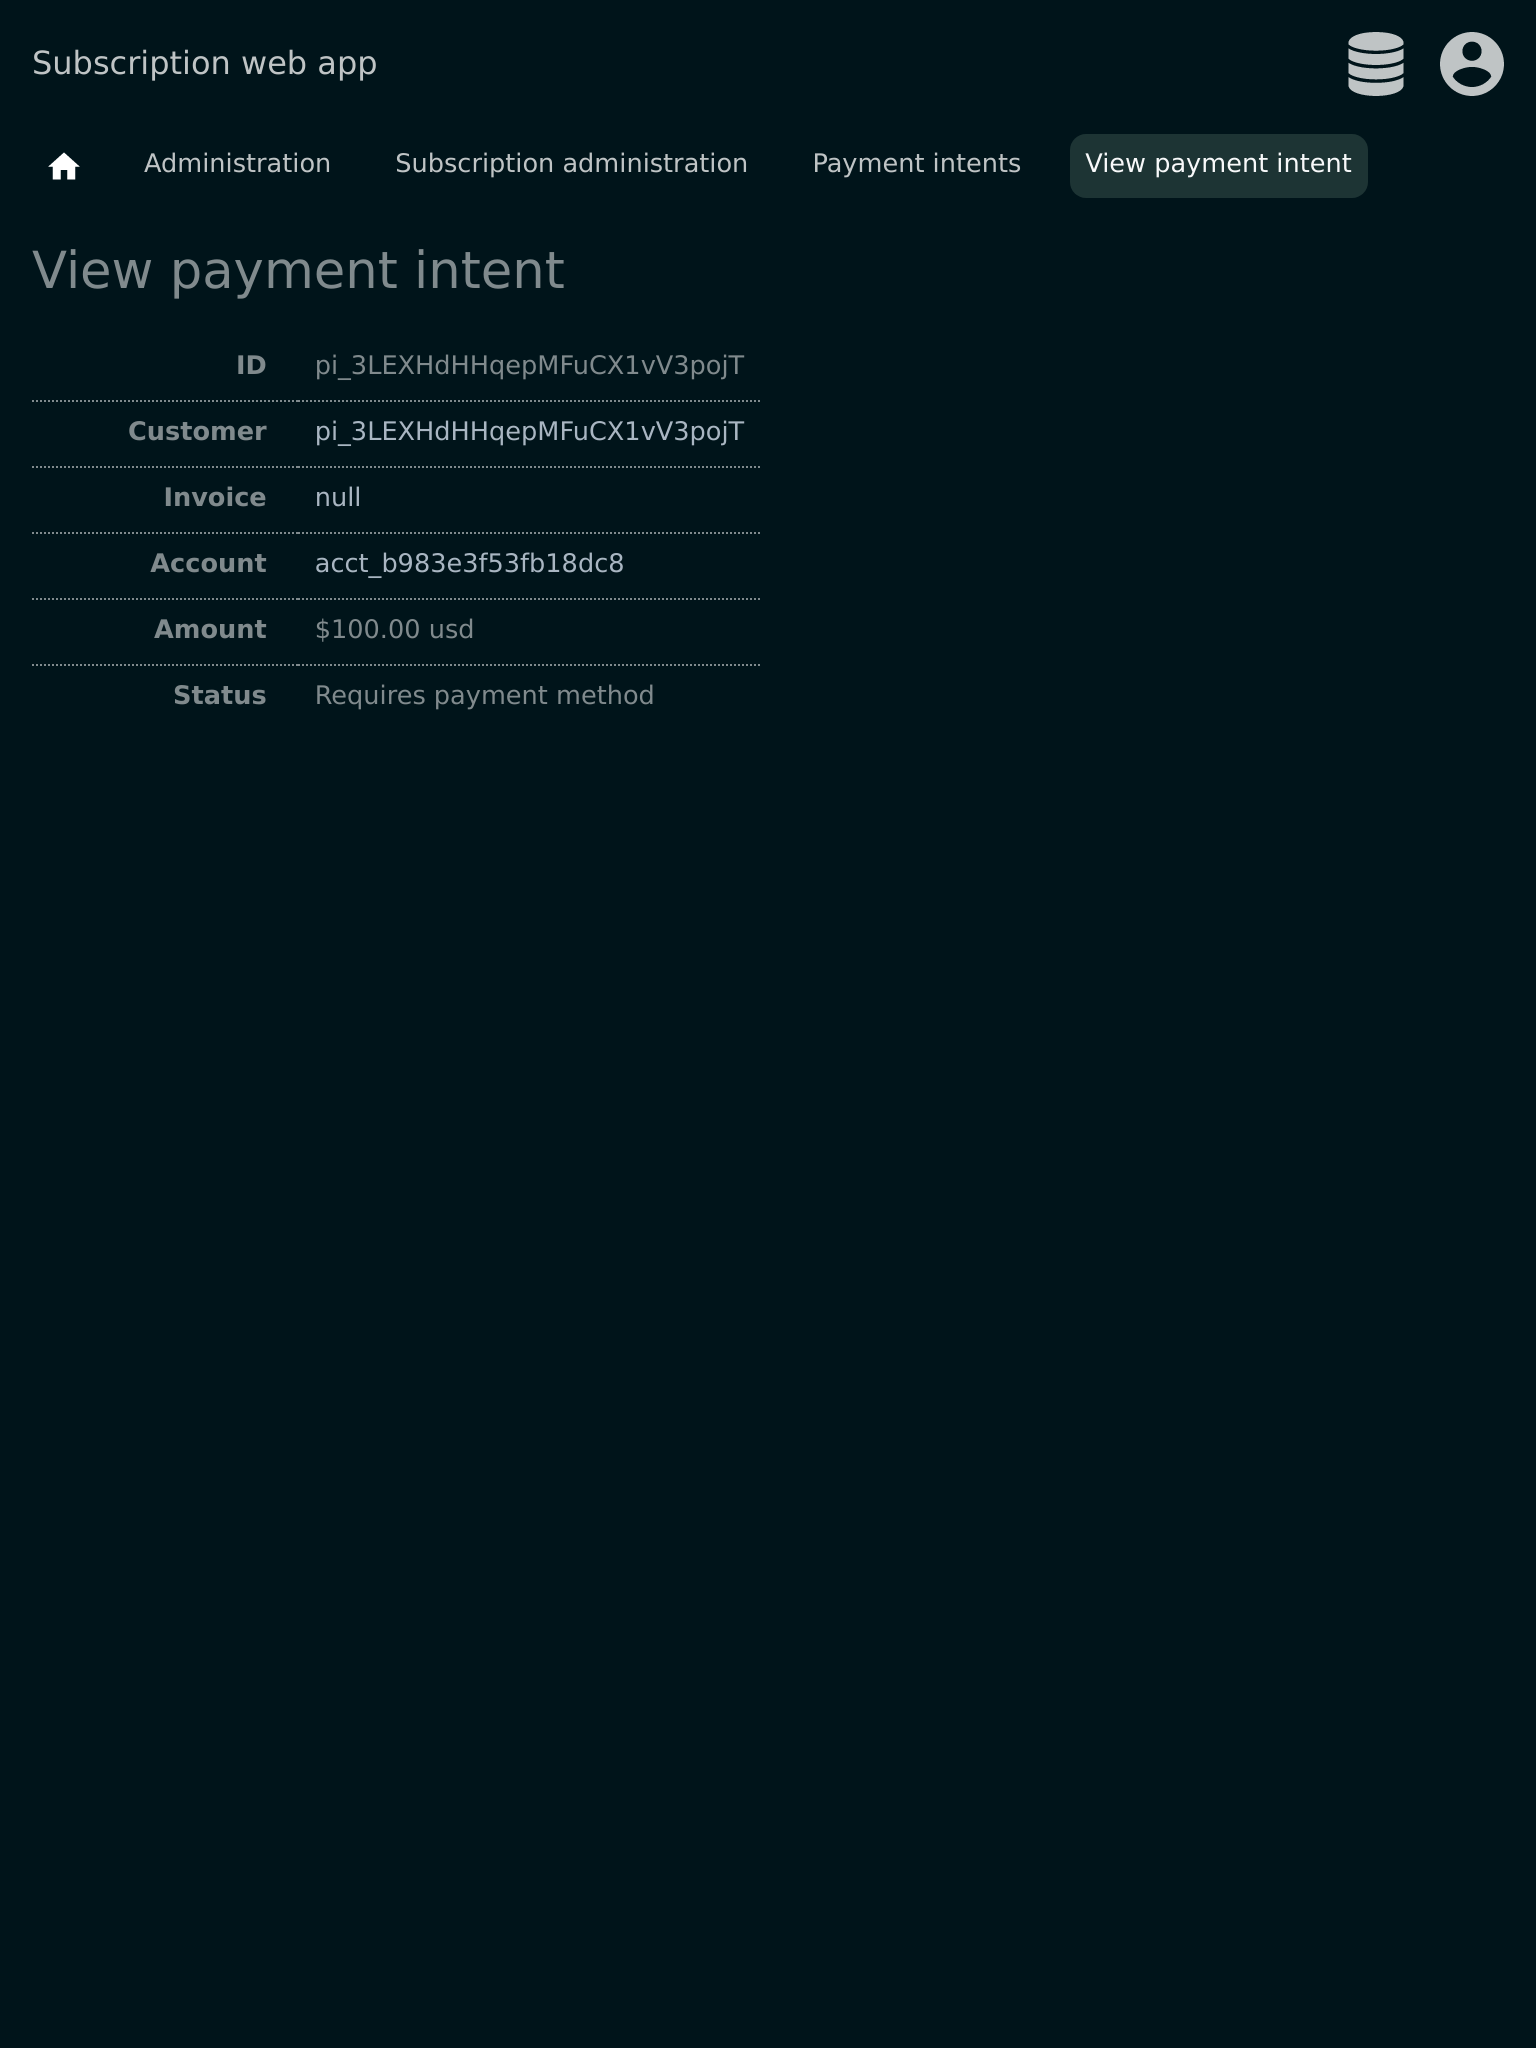 Subscription web app
Administration Subscription administration Payment intents View payment intent
View payment intent
ID pi_3LEXHdHHqepMFuCX1vV3pojT
Customer pi_3LEXHdHHqepMFuCX1vV3pojT
Invoice null
Account acct_b983e3f53fb18dc8
Amount $100.00 usd
Status Requires payment method